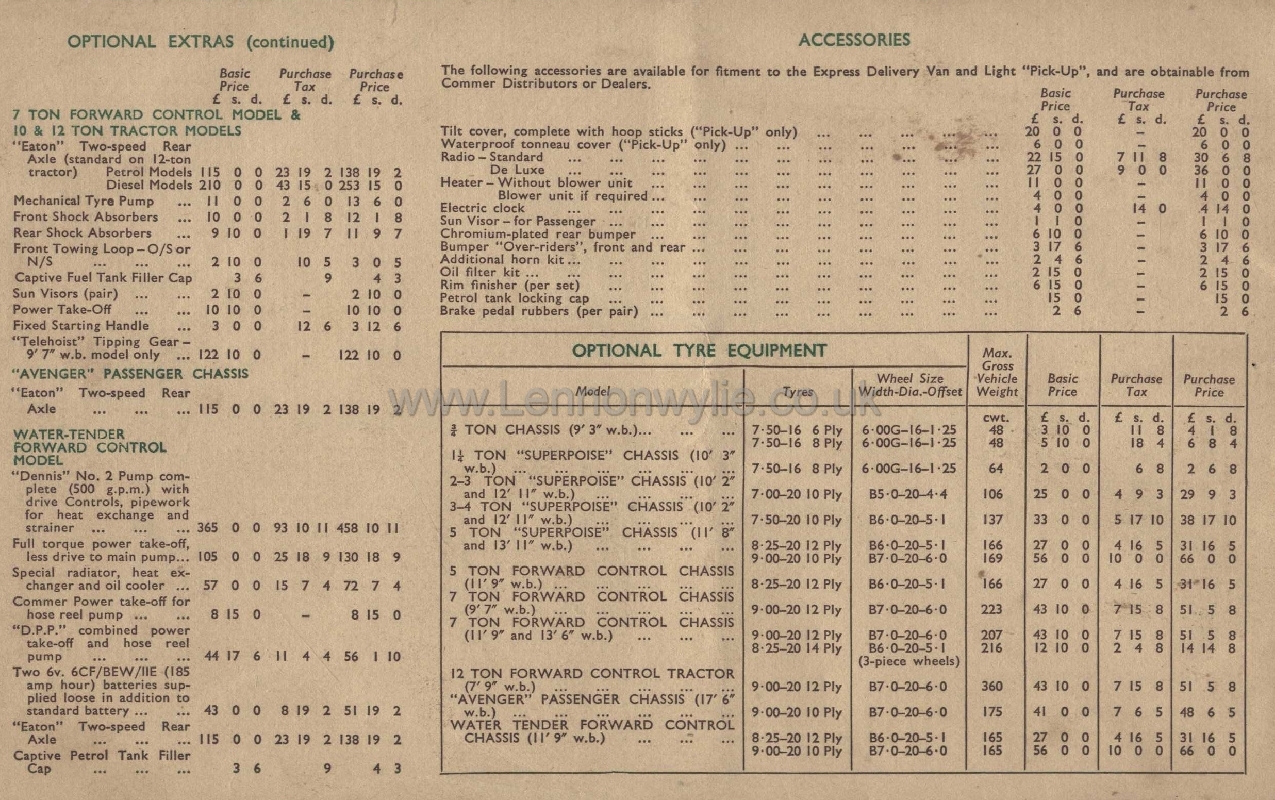 OPTIONAL EXTRAS (continued)
Basic Purchase Purchase
Price Tax Price
£ s. d. £ s. d. £ s. d.
7 TON FORWARD CONTROL MODEL &
10 & 12 TON TRACTOR MODELS
"Eaton" Two-speed Rear
Axle (standard on 12-ton
tractor) Petrol Models 115 0 0 23 19 2 138 19 2
Diesel Models 210 0 0 43 15 0 253 15 0
Mechanical Tyre Pump ... 11 0 0 2 6 0 13 6 0
Front Shock Absorbers ... 10 0 0 2 1 8 12 1 8
Rear Shock Absorbers ... 9 10 0 1 19 7 11 9 7
Front Towing Loop – O/S or
N/S ... ... ... 2 10 0 10 5 3 0 5
Captive Fuel Tank Filler Cap 3 6 9 4 3
Sun Visors (pair) ... ... 2 10 0 – 2 10 0
Power Take-Off ... ... 10 10 0 – 10 10 0
Fixed Starting Handle ... 3 0 0 12 6 3 12 6
"Telehoist" Tipping Gear –
9' 7" w.b. model only ... 122 10 0 – 122 10 0
"AVENGER" PASSENGER CHASSIS
"Eaton" Two-speed Rear
Axle ... ... ... 115 0 0 23 19 2 138 19 2
WATER-TENDER
FORWARD CONTROL
MODEL
"Dennis" No. 2 Pump com-
plete (500 g.p.m.) with
drive Controls, pipework
for heat exchange and
strainer ... ... ... 365 0 0 93 10 11 458 10 11
Full torque power take-off,
less drive to main pump... 105 0 0 25 18 9 130 18 9
Special radiator, heat ex-
changer and oil cooler ... 57 0 0 15 7 4 72 7 4
Commer Power take-off for
hose reel pump ... ... 8 15 0 – 8 15 0
"D.P.P." combined power
take-off and hose reel
pump ... ... ... 44 17 6 11 4 4 56 1 10
Two 6v. 6CF/BEW/11E (185
amp hour) batteries sup-
plied loose in addition to
standard battery ... ... 43 0 0 8 19 2 51 19 2
"Eaton" Two-speed Rear
Axle ... ... ... 115 0 0 23 19 2 138 19 2
Captive Petrol Tank Filler
Cap ... ... ... 3 6 9 4 3
ACCESSORIES
The following accessories are available for fitment to the Express Delivery Van and Light "Pick-Up", and are obtainable from
Commer Distributors or Dealers.
Basic Purchase Purchase
Price Tax Price
£ s. d. £ s. d. £ s. d.
Tilt cover, complete with hoop sticks ("Pick-Up" only) ... ... ... ... ... 20 0 0 – 20 0 0
Waterproof tonneau cover ("Pick-Up" only) ... ... ... ... ... ... 6 0 0 – 6 0 0
Radio – Standard ... ... ... ... ... ... ... ... ... 22 15 0 7 11 8 30 6 8
De Luxe ... ... ... ... ... ... ... ... ... 27 0 0 9 0 0 36 0 0
Heater – Without blower unit ... ... ... ... ... ... ... ... 11 0 0 – 11 0 0
Blower unit if required ... ... ... ... ... ... ... ... 4 0 0 – 4 0 0
Electric clock ... ... ... ... ... ... ... ... ... 4 0 0 14 0 4 14 0
Sun Visor – for Passenger ... ... ... ... ... ... ... ... 1 1 0 – 1 1 0
Chromium-plated rear bumper ... ... ... ... ... ... ... ... 6 10 0 – 6 10 0
Bumper "Over-riders", front and rear ... ... ... ... ... ... ... 3 17 6 – 3 17 6
Additional horn kit ... ... ... ... ... ... ... ... ... 2 4 6 – 2 4 6
Oil filter kit ... ... ... ... ... ... ... ... ... ... 2 15 0 – 2 15 0
Rim finisher (per set) ... ... ... ... ... ... ... ... ... 6 15 0 – 6 15 0
Petrol tank locking cap ... ... ... ... ... ... ... ... ... 15 0 – 15 0
Brake pedal rubbers (per pair) ... ... ... ... ... ... ... ... 2 6 – 2 6
OPTIONAL TYRE EQUIPMENT
Model Tyres Wheel Size Max. Basic Purchase Purchase
Width-Dia.-Offset Gross Price Tax Price
Vehicle
Weight
cwt. £ s. d. £ s. d. £ s. d.
¾ TON CHASSIS (9' 3" w.b.)... ... ... 7·50–16 6 Ply 6·00G–16–1·25 48 3 10 0 11 8 4 1 8
7·50–16 8 Ply 6·00G–16–1·25 48 5 10 0 18 4 6 8 4
1¼ TON "SUPERPOISE" CHASSIS (10' 3"
w.b.) ... ... ... ... ... ... 7·50–16 8 Ply 6·00G–16–1·25 64 2 0 0 6 8 2 6 8
2–3 TON "SUPERPOISE" CHASSIS (10' 2"
and 12' 11" w.b.) ... ... ... ... 7·00–20 10 Ply B5·0–20–4·4 106 25 0 0 4 9 3 29 9 3
3–4 TON "SUPERPOISE" CHASSIS (10' 2"
and 12' 11" w.b.) ... ... ... ... 7·50–20 10 Ply B6·0–20–5·1 137 33 0 0 5 17 10 38 17 10
5 TON "SUPERPOISE" CHASSIS (11' 8"
and 13' 11" w.b.) ... ... ... ... 8·25–20 12 Ply B6·0–20–5·1 166 27 0 0 4 16 5 31 16 5
9·00–20 10 Ply B7·0–20–6·0 169 56 0 0 10 0 0 66 0 0
5 TON FORWARD CONTROL CHASSIS
(11' 9" w.b.) ... ... ... ... ... 8·25–20 12 Ply B6·0–20–5·1 166 27 0 0 4 16 5 31 16 5
7 TON FORWARD CONTROL CHASSIS
(9' 7" w.b.) ... ... ... ... ... 9·00–20 12 Ply B7·0–20–6·0 223 43 10 0 7 15 8 51 5 8
7 TON FORWARD CONTROL CHASSIS
(11' 9" and 13' 6" w.b.) ... ... ... 9·00–20 12 Ply B7·0–20–6·0 207 43 10 0 7 15 8 51 5 8
8·25–20 14 Ply B6·0–20–5·1 216 12 10 0 2 4 8 14 14 8
(3-piece wheels)
12 TON FORWARD CONTROL TRACTOR
(7' 9" w.b.) ... ... ... ... ... 9·00–20 12 Ply B7·0–20–6·0 360 43 10 0 7 15 8 51 5 8
"AVENGER" PASSENGER CHASSIS (17' 6"
w.b.) ... ... ... ... ... ... 9·00–20 10 Ply B7·0–20–6·0 175 41 0 0 7 6 5 48 6 5
WATER TENDER FORWARD CONTROL
CHASSIS (11' 9" w.b.) ... ... ... 8·25–20 12 Ply B6·0–20–5·1 165 27 0 0 4 16 5 31 16 5
9·00–20 10 Ply B7·0–20–6·0 165 56 0 0 10 0 0 66 0 0
www.Lennonwylie.co.uk